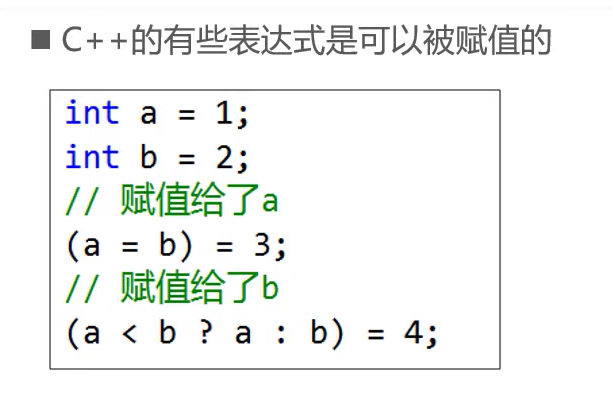 ■ C++的有些表达式是可以被赋值的
int a = 1;
int b = 2;
// 赋值给了a
(a = b) = 3;
// 赋值给了b
(a < b ? a : b) = 4;